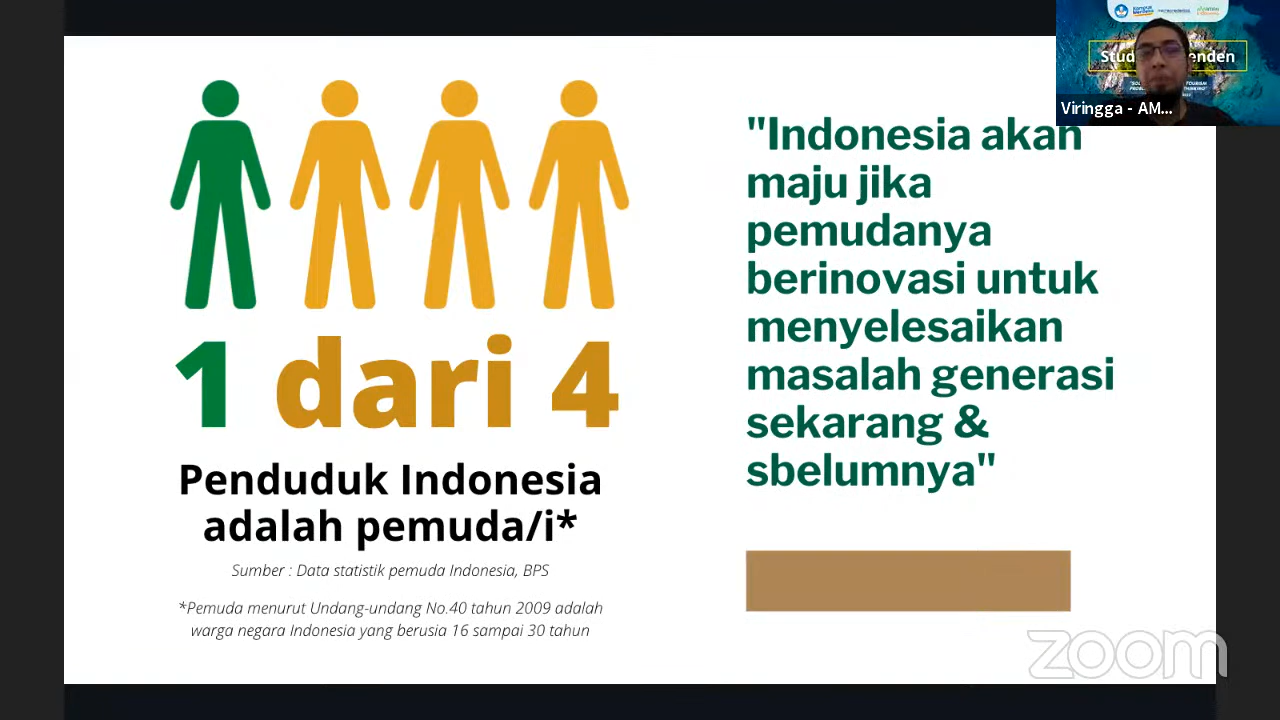 1 dari 4
Penduduk Indonesia
adalah pemuda/i*
Sumber : Data statistik pemuda Indonesia, BPS
*Pemuda menurut Undang-undang No.40 tahun 2009 adalah
warga negara Indonesia yang berusia 16 sampai 30 tahun
"Indonesia akan
maju jika
pemudanya
berinovasi untuk
menyelesaikan
masalah generasi
sekarang &
sbelumnya"
Viringga - AM...
zoom